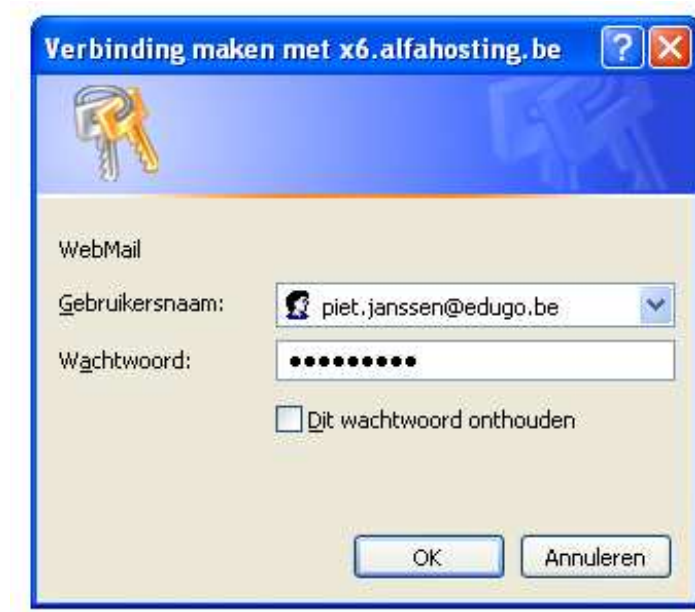 Verbinding maken met x6.alfahosting.be
WebMail
Gebruikersnaam: piet.janssen@edugo.be
Wachtwoord: •••••••••
Dit wachtwoord onthouden
OK Annuleren